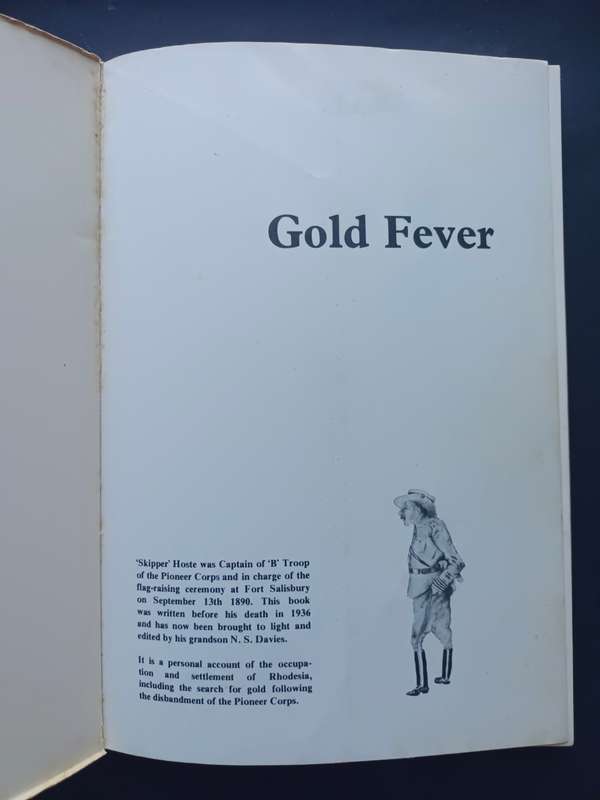 Gold Fever
'Skipper' Hoste was Captain of 'B' Troop
of the Pioneer Corps and in charge of the
flag-raising ceremony at Fort Salisbury
on September 13th 1890. This book
was written before his death in 1936
and has now been brought to light and
edited by his grandson N. S. Davies.
It is a personal account of the occupa-
tion and settlement of Rhodesia,
including the search for gold following
the disbandment of the Pioneer Corps.